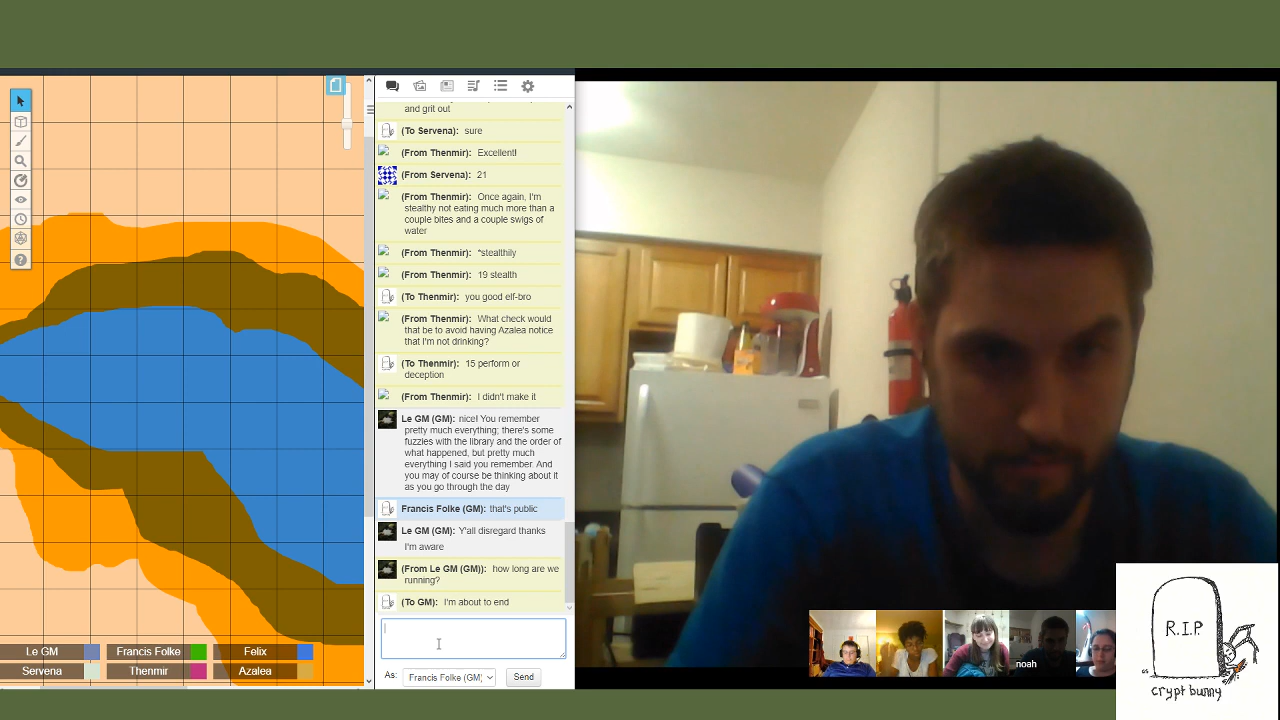 and grit out
(To Servena): sure
(From Thenmir): Excellent!
(From Servena): 21
(From Thenmir): Once again, I'm
stealthy not eating much more than a
couple bites and a couple swigs of
water
(From Thenmir): *stealthily
(From Thenmir): 19 stealth
(To Thenmir): you good elf-bro
(From Thenmir): What check would
that be to avoid having Azalea notice
that I'm not drinking?
(To Thenmir): 15 perform or
deception
(From Thenmir): I didn't make it
Le GM (GM): nice! You remember
pretty much everything; there's some
fuzzies with the library and the order of
what happened, but pretty much
everything I said you remember. And
you may of course be thinking about it
as you go through the day
Francis Folke (GM): that's public
Le GM (GM): Y'all disregard thanks
I'm aware
(From Le GM (GM)): how long are we
running?
(To GM): I'm about to end
As: Francis Folke (GM) Send
Le GM Francis Folke Felix
Servena Thenmir Azalea
noah
R.I.P.
crypt bunny